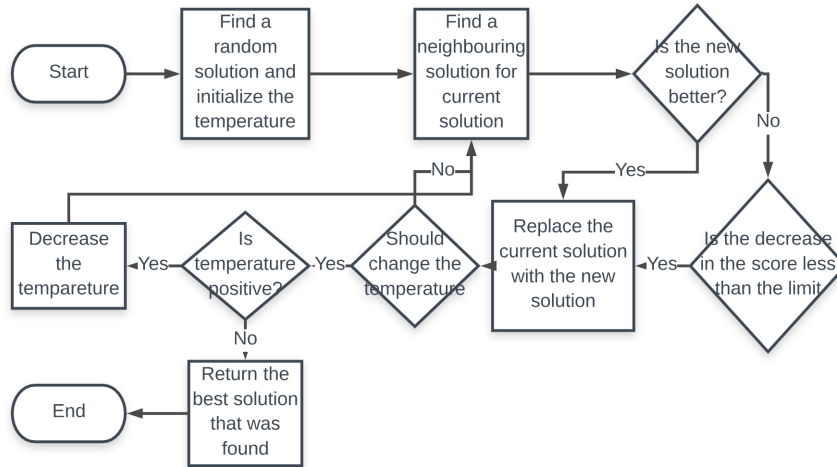 Start
Find a
random
solution and
initialize the
temperature
Find a
neighbouring
solution for
current
solution
Is the new
solution
better?
No
Yes
Is the decrease
in the score less
than the limit
Yes
Replace the
current solution
with the new
solution
Should
change the
temperature
No
Yes
Is
temperature
positive?
Yes
Decrease
the
tempareture
No
Return the
best solution
that was
found
End